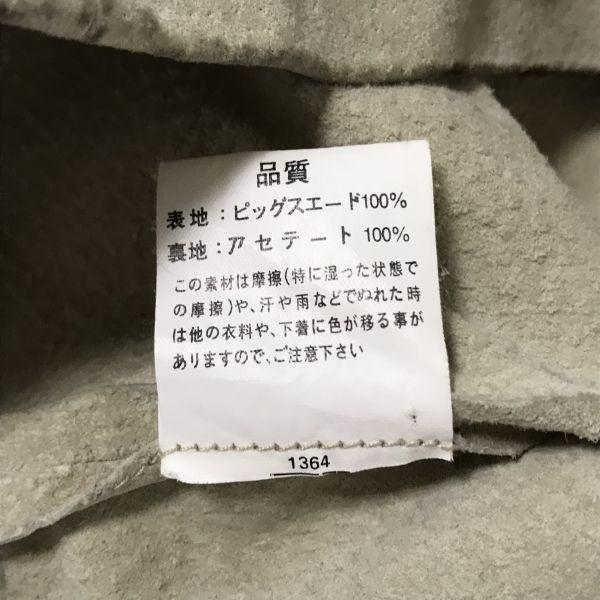 品質
表地：ピッグスエード100%
裏地：アセテート100%
この素材は摩擦(特に湿った状態で
の摩擦)や、汗や雨などでぬれた時
は他の衣料や、下着に色が移る事が
ありますので、ご注意下さい
1364